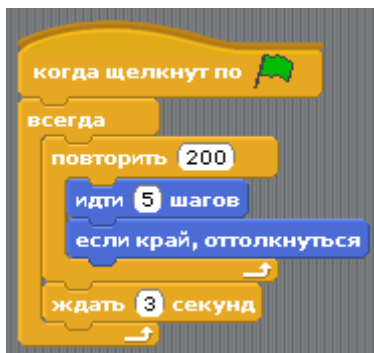 когда щелкнут по
всегда
повторить 200
идти 5 шагов
если край, оттолкнуться
ждать 3 секунд